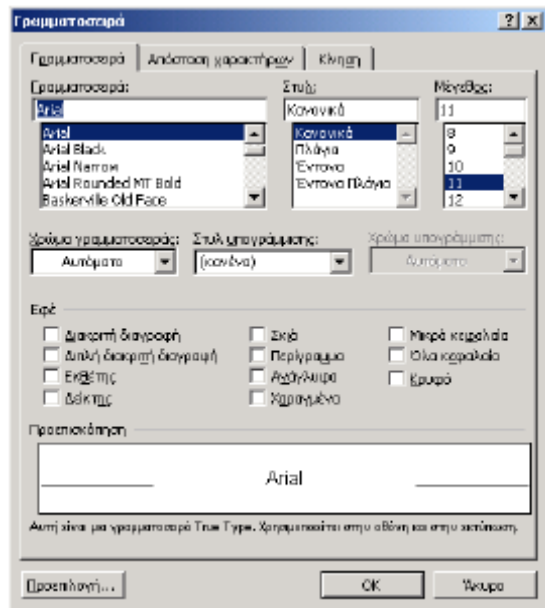 Γραμματοσειρά
Γραμματοσειρά Απόσταση χαρακτήρων Κίνηση
Γραμματοσειρά: Στυλ: Μέγεθος:
Arial Κανονικά 11
Arial Κανονικά 8
Arial Black Πλάγια 9
Arial Narrow Έντονα 10
Arial Rounded MT Bold Έντονα Πλάγια 11
Baskerville Old Face 12
Χρώμα γραμματοσειράς: Στυλ υπογράμμισης: Χρώμα υπογράμμισης:
Αυτόματο (κανένα) Αυτόματο
Εφέ
Διακριτή διαγραφή Σκιά Μικρά κεφαλαία
Διπλή διακριτή διαγραφή Περίγραμμα Όλα κεφαλαία
Εκθέτης Ανάγλυφα Κρυφό
Δείκτης Χαραγμένα
Προεπισκόπηση
Arial
Αυτή είναι μια γραμματοσειρά True Type. Χρησιμοποιείται στην οθόνη και στην εκτύπωση.
Προεπιλογή... OK Άκυρο